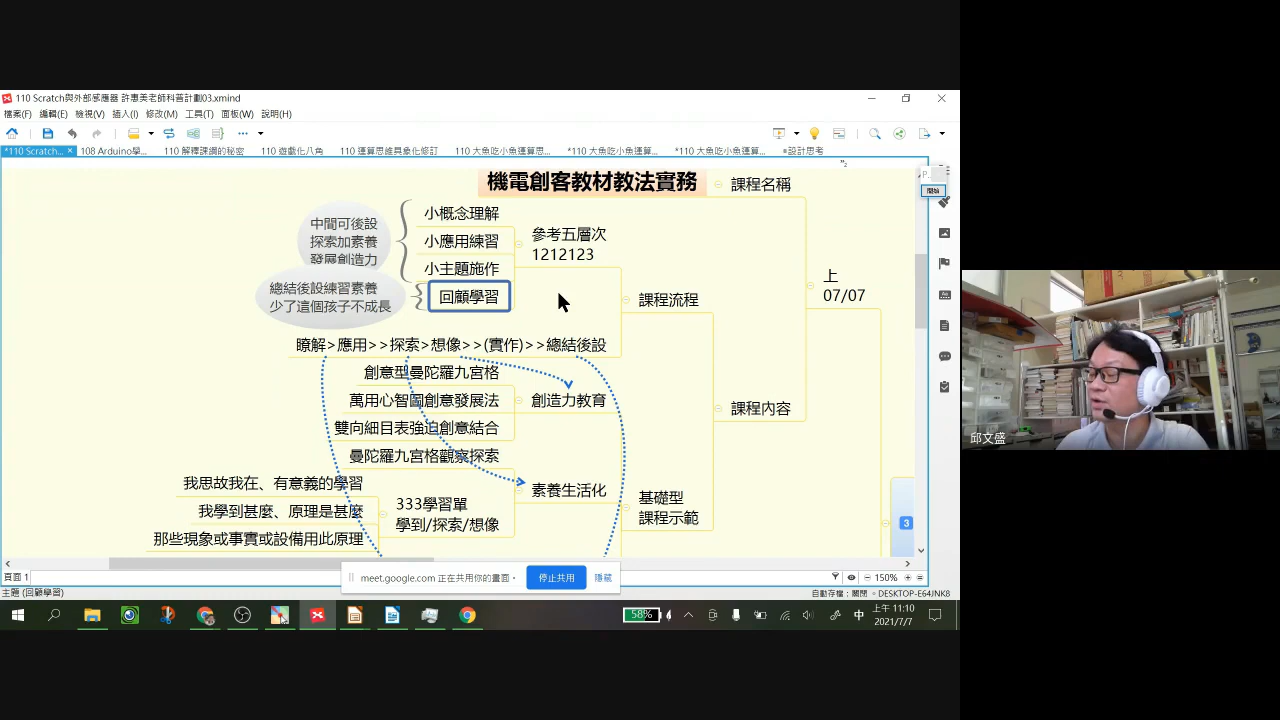 110 Scratch與外部感應器 許惠美老師科普計劃03.xmind
檔案(F) 編輯(E) 檢視(V) 插入(I) 修改(M) 工具(T) 面板(W) 說明(H)
*110 Scratch... × 108 Arduino學... 110 解釋課綱的秘密 110 遊戲化八角 110 運算思維具象化修訂 110 大魚吃小魚運算思... *110 大魚吃小魚運算... *110 大魚吃小魚運算... *設計思考
"2
機電創客教材教法實務
課程名稱
P.
開始
中間可後設
探索加素養
發展創造力
小概念理解
小應用練習
小主題施作
參考五層次
1212123
總結後設練習素養
少了這個孩子不成長
回顧學習
課程流程
上
07/07
瞭解>應用>>探索>想像>>(實作)>>總結後設
創意型曼陀羅九宮格
萬用心智圖創意發展法
雙向細目表強迫創意結合
創造力教育
課程內容
曼陀羅九宮格觀察探索
我思故我在、有意義的學習
我學到甚麼、原理是甚麼
那些現象或事實或設備用此原理
333學習單
學到/探索/想像
素養生活化
基礎型
課程示範
3
邱文盛
meet.google.com 正在共用你的畫面。
停止共用
隱藏
頁面 1
150%
主題 (回顧學習)
自動存檔：關閉
DESKTOP-E64JNK8
58%
中
上午 11:10
2021/7/7